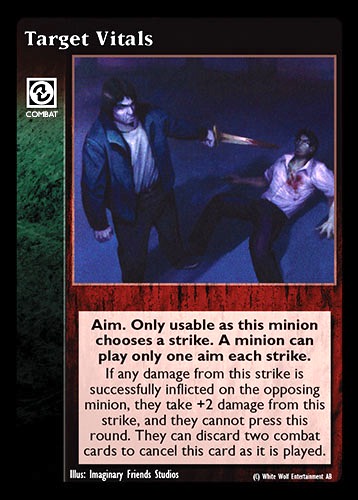 Target Vitals
COMBAT
Aim. Only usable as this minion
chooses a strike. A minion can
play only one aim each strike.
If any damage from this strike is
successfully inflicted on the opposing
minion, they take +2 damage from this
strike, and they cannot press this
round. They can discard two combat
cards to cancel this card as it is played.
Illus: Imaginary Friends Studios
(C) White Wolf Entertainment AB